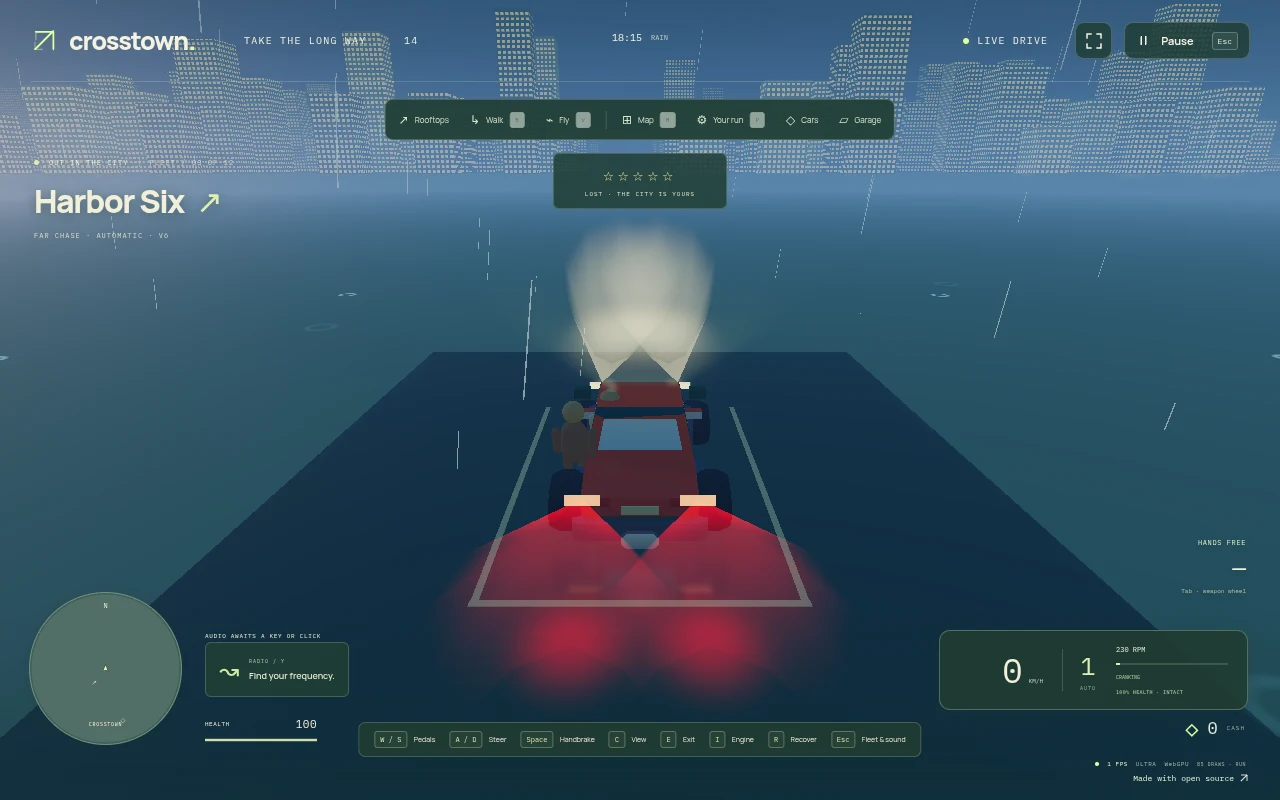 crosstown.
TAKE THE LONG WAY
14
18:15 RAIN
LIVE DRIVE
Pause Esc
Rooftops
Walk
Fly
Map
Your run
Cars
Garage
OUT IN THE CITY
LOST · THE CITY IS YOURS
Harbor Six
FAR CHASE · AUTOMATIC · V6
HANDS FREE
Tab · weapon wheel
N
CROSSTOWN
AUDIO AWAITS A KEY OR CLICK
RADIO / Y
Find your frequency.
HEALTH 100
W / S Pedals
A / D Steer
Space Handbrake
C View
E Exit
I Engine
R Recover
Esc Fleet & sound
0 KM/H
1
AUTO
230 RPM
CRANKING
100% HEALTH · INTACT
0 CASH
1 FPS ULTRA WebGPU
Made with open source